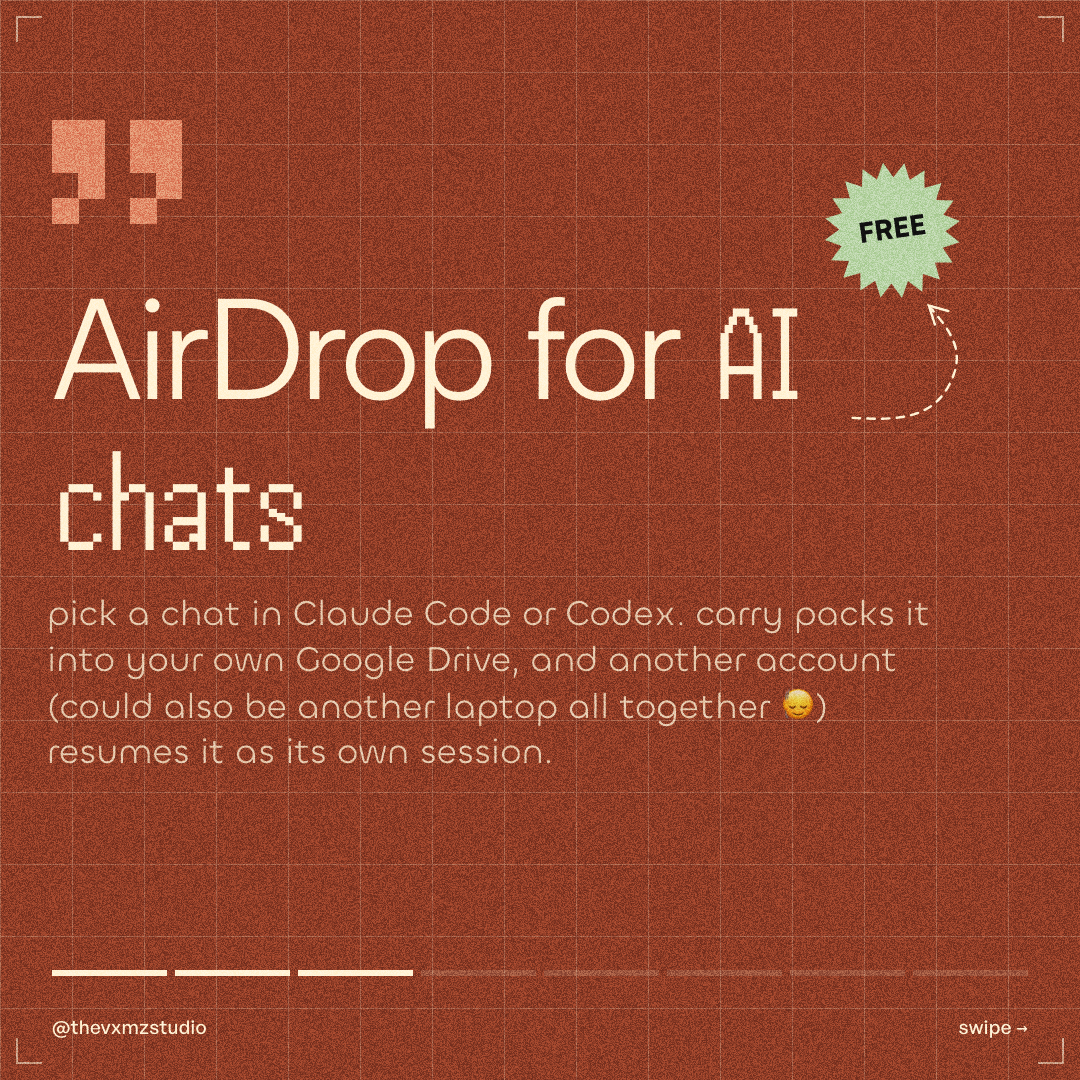 FREE
AirDrop for AI
chats
pick a chat in Claude Code or Codex. carry packs it
into your own Google Drive, and another account
(could also be another laptop all together 😅)
resumes it as its own session.
@thevxmzstudio
swipe →